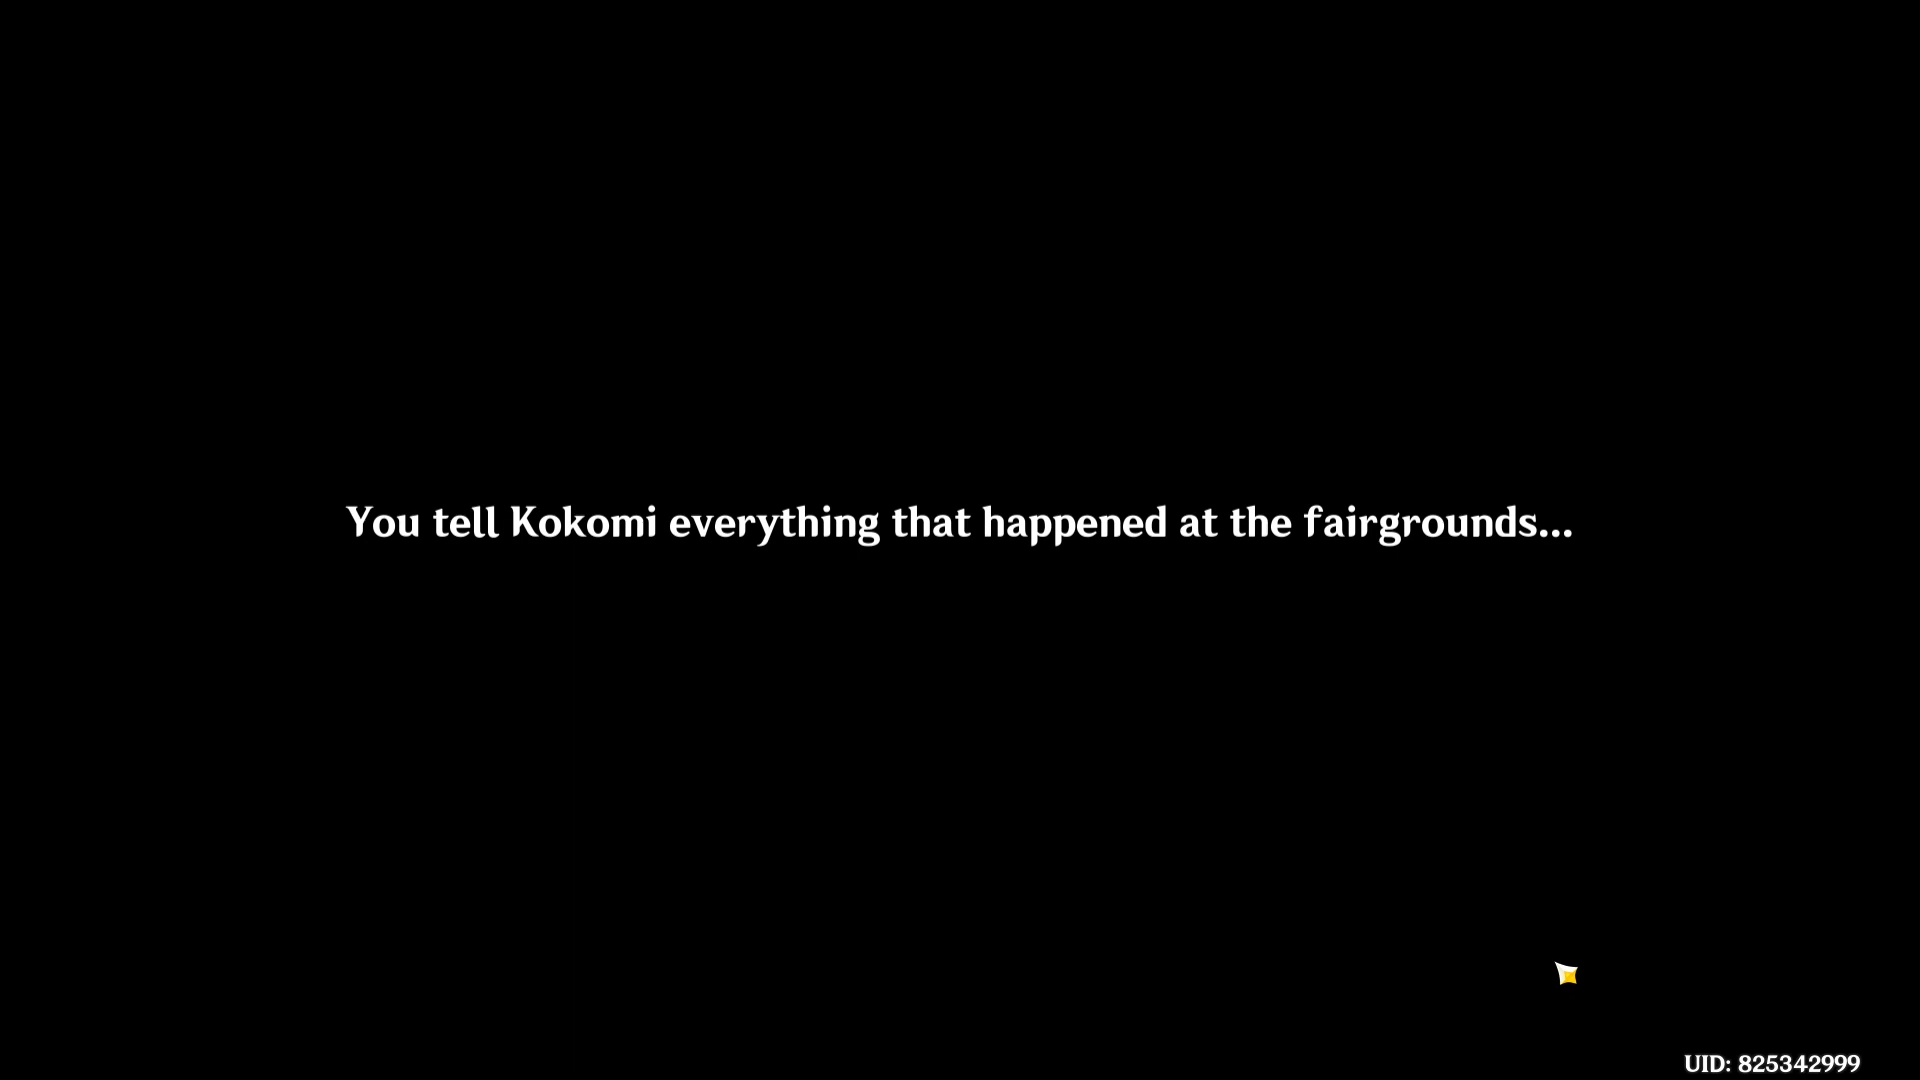 You tell Kokomi everything that happened at the fairgrounds...
UID: 825342999